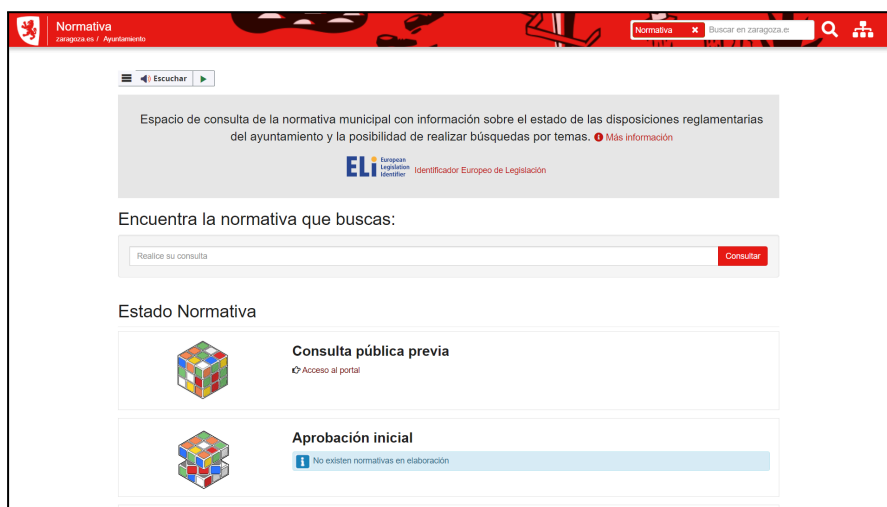 Normativa
zaragoza.es / Ayuntamiento
Normativa ✖ Buscar en zaragoza.e
Escuchar
Espacio de consulta de la normativa municipal con información sobre el estado de las disposiciones reglamentarias
del ayuntamiento y la posibilidad de realizar búsquedas por temas. Más información
ELi European Legislation Identifier Identificador Europeo de Legislación
Encuentra la normativa que buscas:
Realice su consulta Consultar
Estado Normativa
Consulta pública previa
Acceso al portal
Aprobación inicial
No existen normativas en elaboración